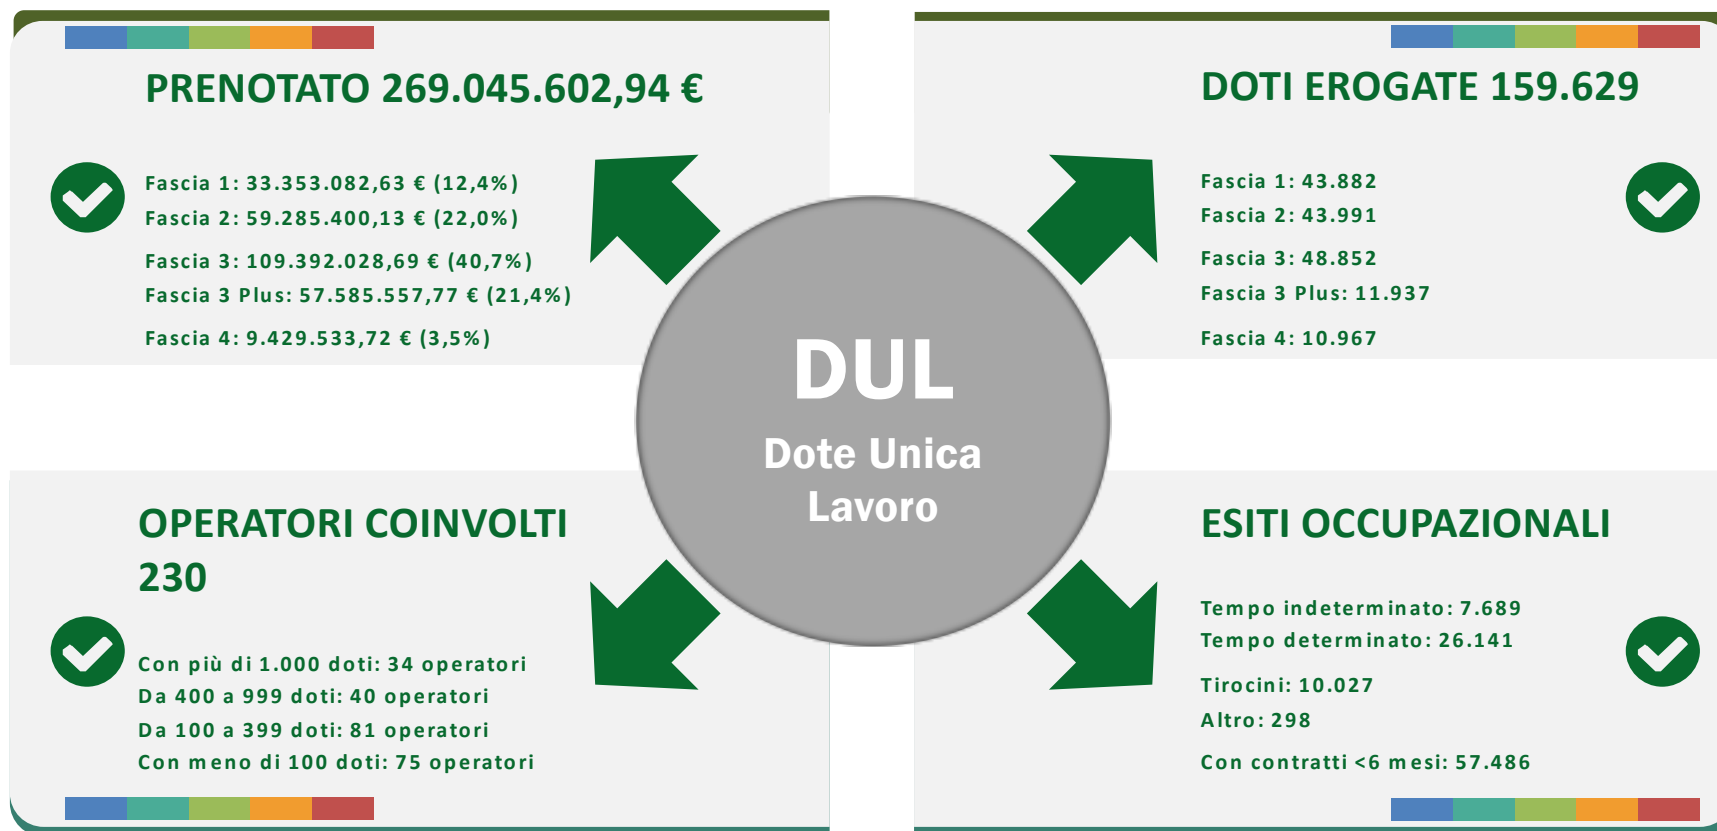 PRENOTATO 269.045.602,94 €
Fascia 1: 33.353.082,63 € (12,4%)
Fascia 2: 59.285.400,13 € (22,0%)
Fascia 3: 109.392.028,69 € (40,7%)
Fascia 3 Plus: 57.585.557,77 € (21,4%)
Fascia 4: 9.429.533,72 € (3,5%)
DOTI EROGATE 159.629
Fascia 1: 43.882
Fascia 2: 43.991
Fascia 3: 48.852
Fascia 3 Plus: 11.937
Fascia 4: 10.967
DUL
Dote Unica
Lavoro
OPERATORI COINVOLTI
230
Con più di 1.000 doti: 34 operatori
Da 400 a 999 doti: 40 operatori
Da 100 a 399 doti: 81 operatori
Con meno di 100 doti: 75 operatori
ESITI OCCUPAZIONALI
Tempo indeterminato: 7.689
Tempo determinato: 26.141
Tirocini: 10.027
Altro: 298
Con contratti <6 mesi: 57.486